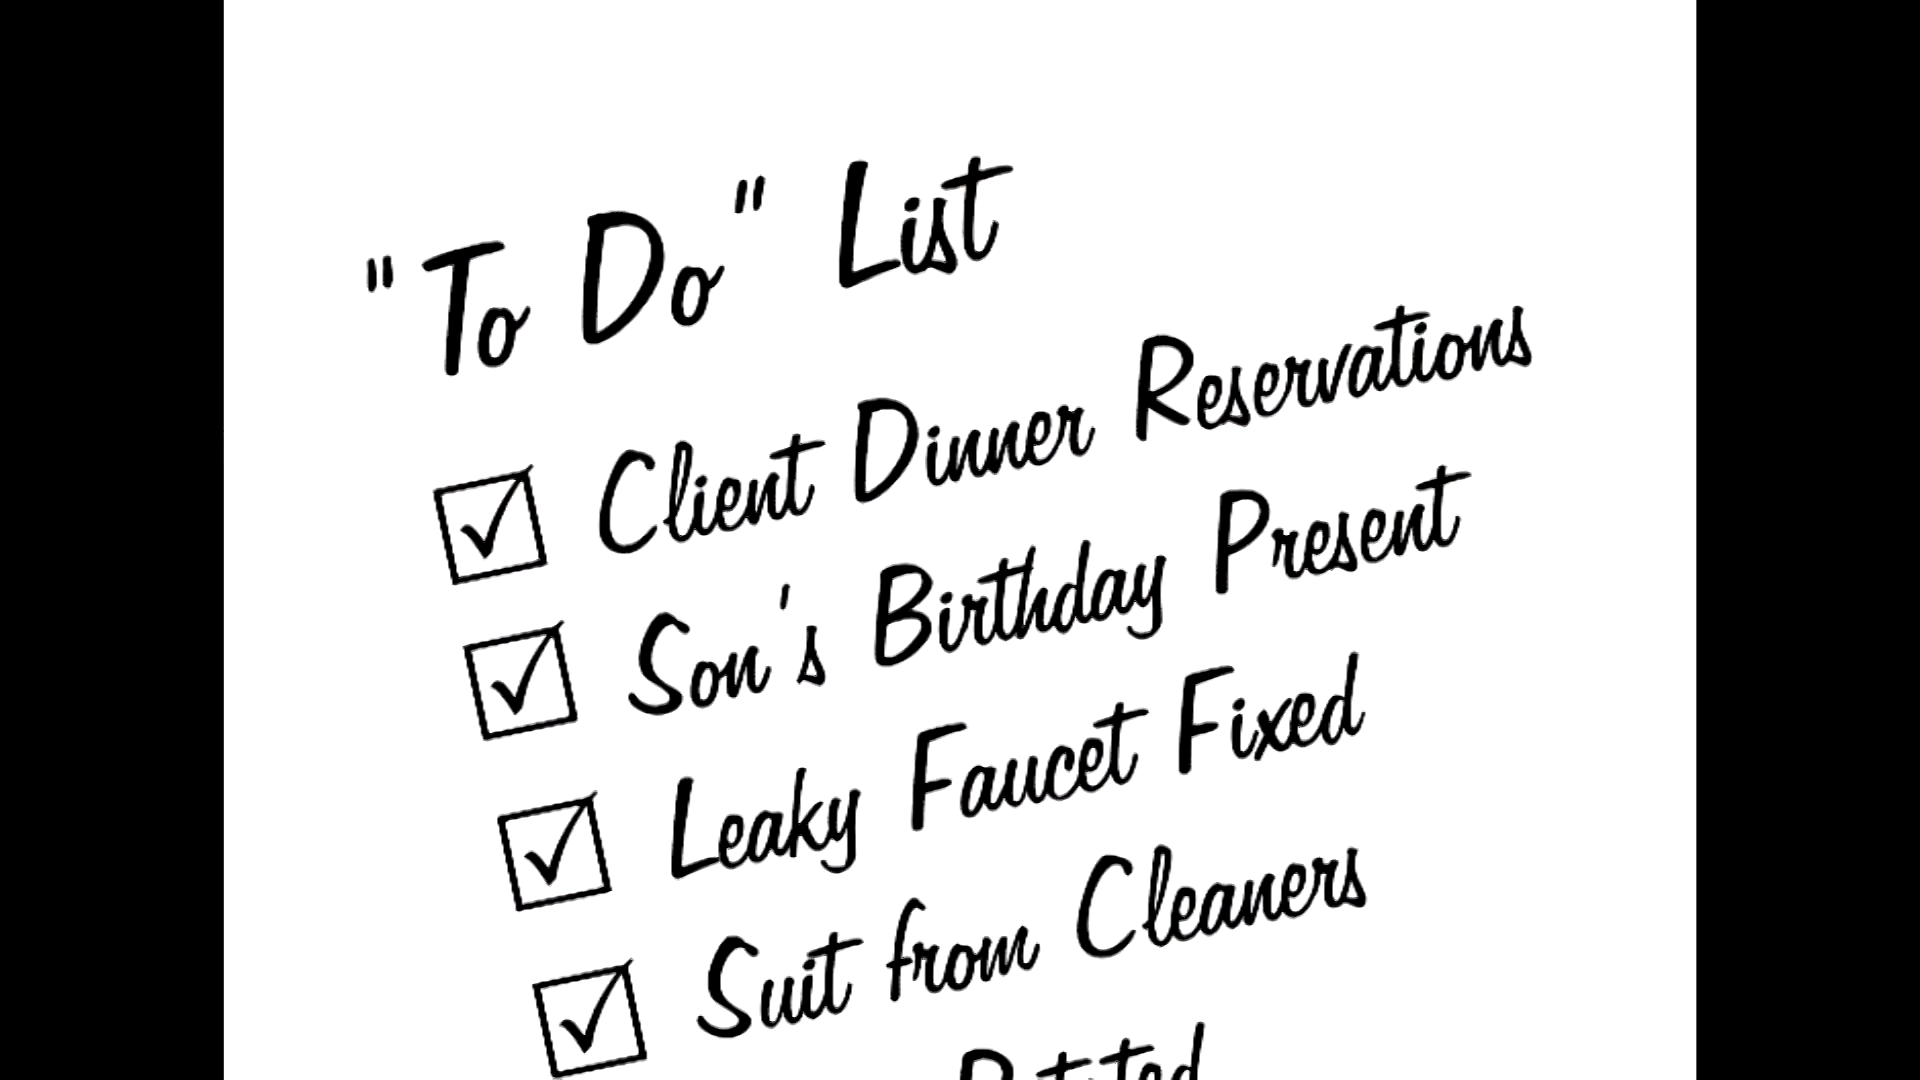 "To Do" List
Client Dinner Reservations
Son's Birthday Present
Leaky Faucet Fixed
Suit from Cleaners